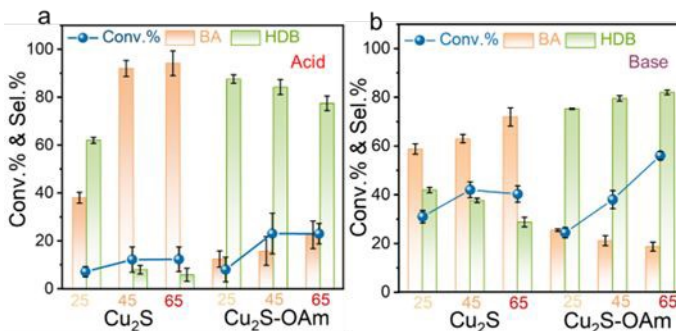 a
Conv.% BA HDB
Acid
Conv.% & Sel.%
100
80
60
40
20
0
25 45 65 25 45 65
Cu₂S Cu₂S-OAm
b
Conv.% BA HDB
Base
Conv.% & Sel.%
100
80
60
40
20
0
25 45 65 25 45 65
Cu₂S Cu₂S-OAm